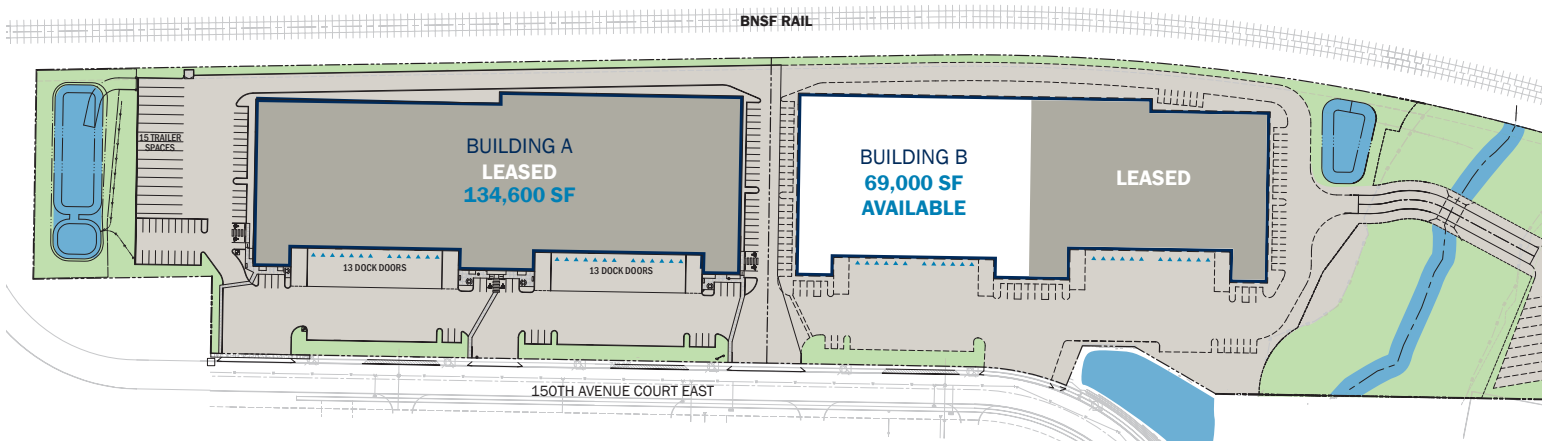 BNSF RAIL
15 TRAILER
SPACES
BUILDING A
LEASED
134,600 SF
BUILDING B
69,000 SF
AVAILABLE
LEASED
13 DOCK DOORS
13 DOCK DOORS
150TH AVENUE COURT EAST